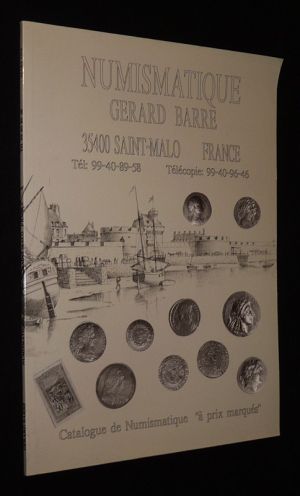 NUMISMATIQUE
GERARD BARRÉ
35400 SAINT-MALO FRANCE
Tél: 99-40-89-58 Télécopie: 99-40-96-46
Catalogue de Numismatique "à prix marqués"